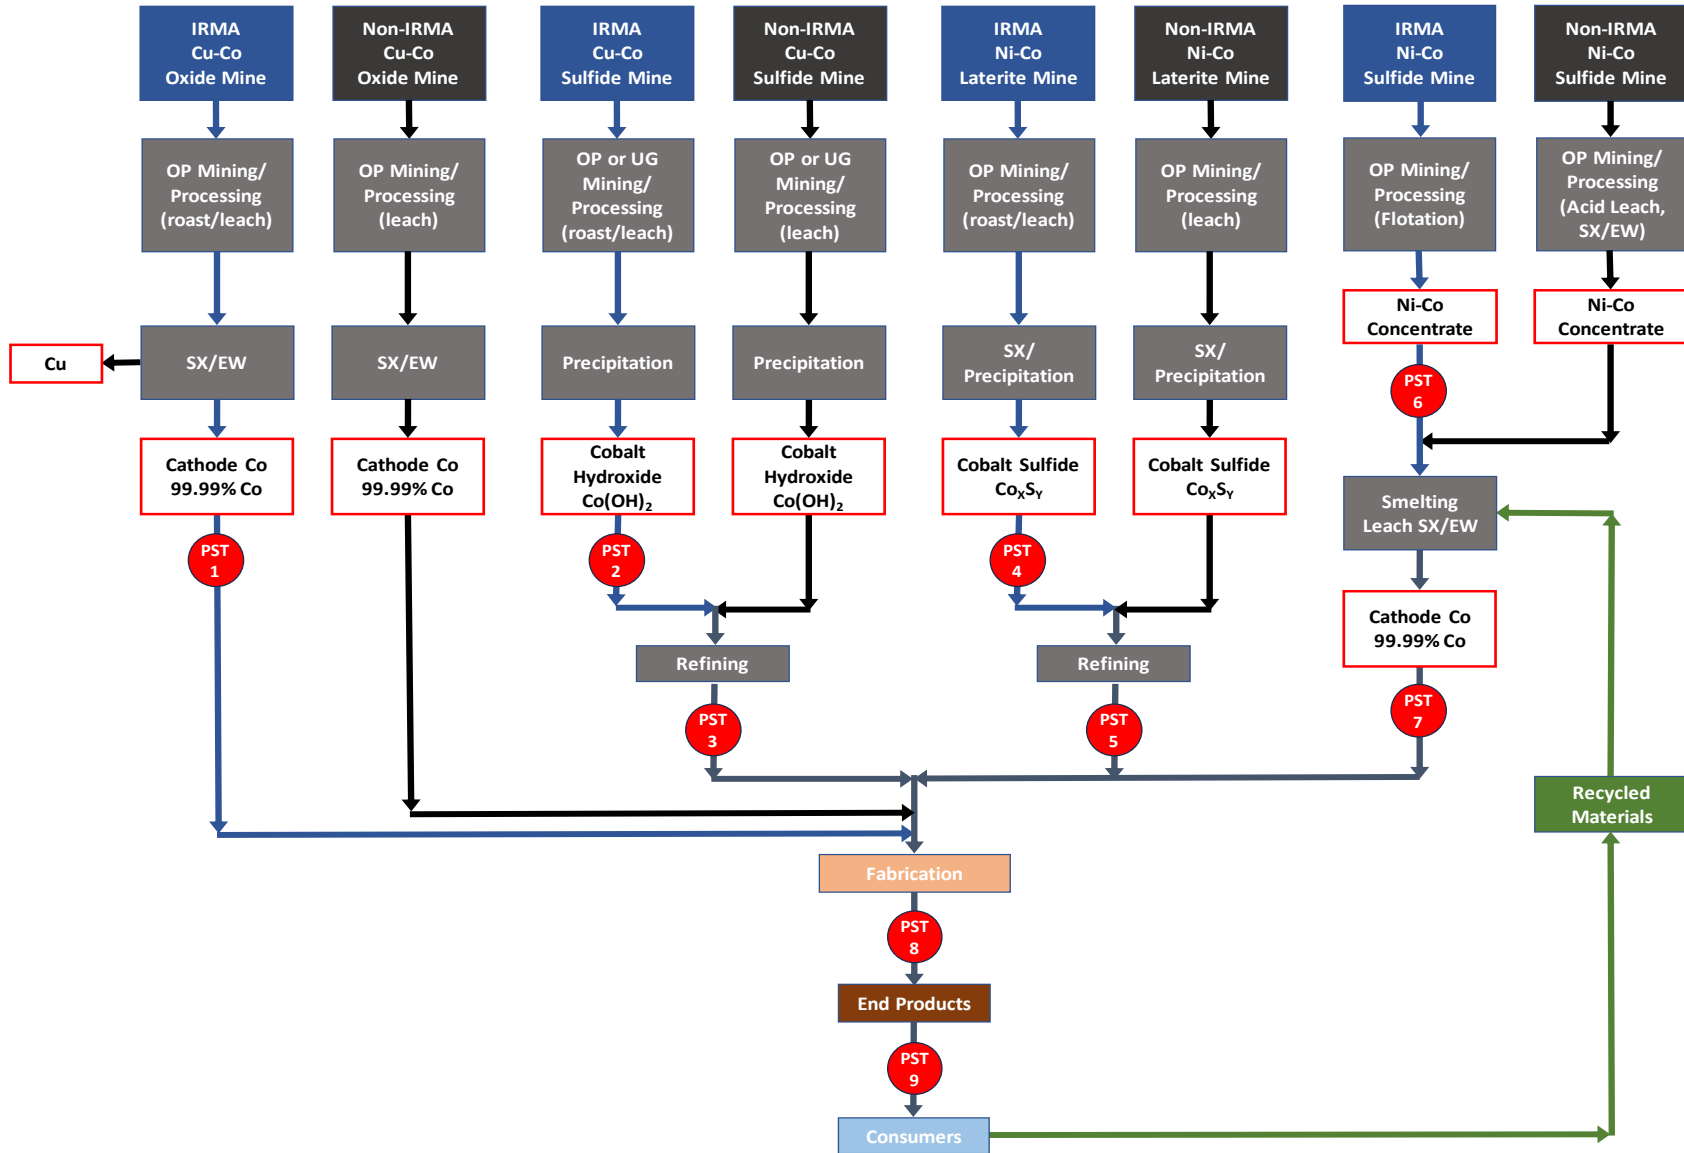 IRMA
Cu-Co
Oxide Mine
Non-IRMA
Cu-Co
Oxide Mine
IRMA
Cu-Co
Sulfide Mine
Non-IRMA
Cu-Co
Sulfide Mine
IRMA
Ni-Co
Laterite Mine
Non-IRMA
Ni-Co
Laterite Mine
IRMA
Ni-Co
Sulfide Mine
Non-IRMA
Ni-Co
Sulfide Mine
OP Mining/
Processing
(roast/leach)
OP Mining/
Processing
(leach)
OP or UG
Mining/
Processing
(roast/leach)
OP or UG
Mining/
Processing
(leach)
OP Mining/
Processing
(roast/leach)
OP Mining/
Processing
(leach)
OP Mining/
Processing
(Flotation)
OP Mining/
Processing
(Acid Leach,
SX/EW)
Ni-Co
Concentrate
Ni-Co
Concentrate
Cu
SX/EW
SX/EW
Precipitation
Precipitation
SX/
Precipitation
SX/
Precipitation
PST
6
Cathode Co
99.99% Co
Cathode Co
99.99% Co
Cobalt
Hydroxide
Co(OH)₂
Cobalt
Hydroxide
Co(OH)₂
Cobalt Sulfide
CoXSY
Cobalt Sulfide
CoXSY
Smelting
Leach SX/EW
PST
1
PST
2
PST
4
Cathode Co
99.99% Co
Refining
Refining
PST
3
PST
5
PST
7
Recycled
Materials
Fabrication
PST
8
End Products
PST
9
Consumers